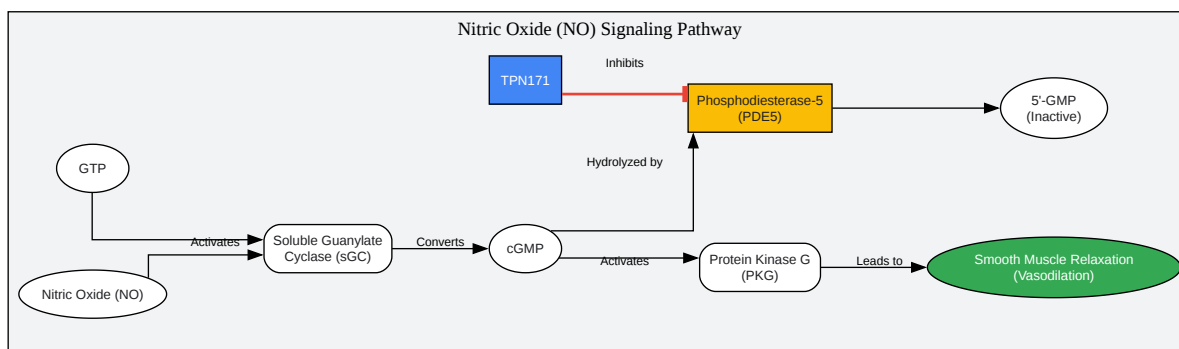 Nitric Oxide (NO) Signaling Pathway
TPN171
Inhibits
Phosphodiesterase-5
(PDE5)
5'-GMP
(Inactive)
Hydrolyzed by
GTP
Activates
Soluble Guanylate
Cyclase (sGC)
Converts
cGMP
Activates
Protein Kinase G
(PKG)
Leads to
Smooth Muscle Relaxation
(Vasodilation)
Nitric Oxide (NO)